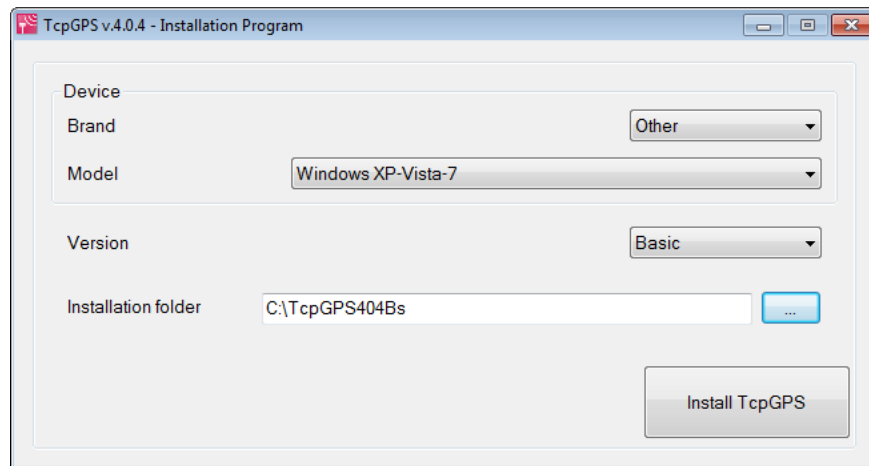 TcpGPS v.4.0.4 - Installation Program
Device
Brand Other
Model Windows XP-Vista-7
Version Basic
Installation folder C:\TcpGPS404Bs ...
Install TcpGPS